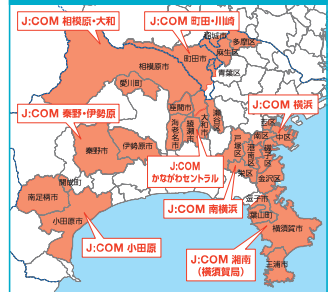 J:COM 相模原・大和
J:COM 町田・川崎
稲城市
多摩区
麻生区
町田市
青葉区
相模原市
愛川町
座間市
大和市
瀬谷区
綾瀬市
海老名市
J:COM 横浜
J:COM 秦野・伊勢原
西区
中区
南区
磯子区
戸塚区
港南区
秦野市
伊勢原市
J:COM
かながわセントラル
栄区
金沢区
開成町
南足柄市
J:COM 南横浜
逗子市
葉山町
小田原市
横須賀市
J:COM 小田原
J:COM 湘南
(横須賀局)
三浦市